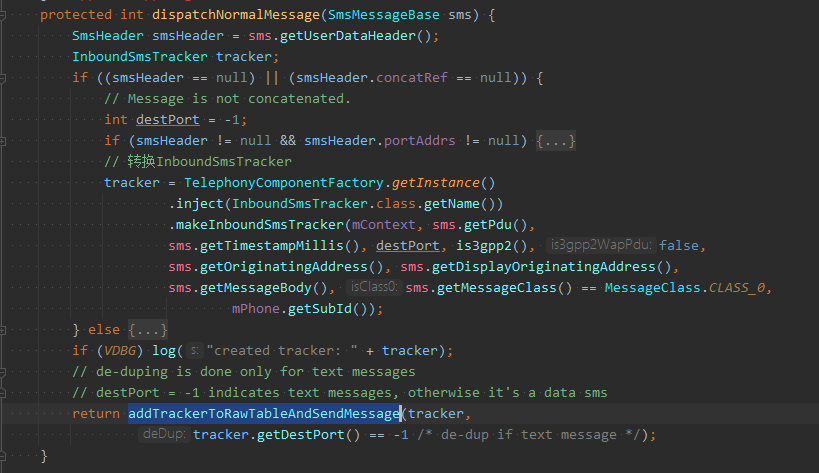 protected int dispatchNormalMessage(SmsMessageBase sms) {
SmsHeader smsHeader = sms.getUserDataHeader();
InboundSmsTracker tracker;
if ((smsHeader == null) || (smsHeader.concatRef == null)) {
// Message is not concatenated.
int destPort = -1;
if (smsHeader != null && smsHeader.portAddrs != null) {...}
// 转换InboundSmsTracker
tracker = TelephonyComponentFactory.getInstance()
.inject(InboundSmsTracker.class.getName())
.makeInboundSmsTracker(mContext, sms.getPdu(),
sms.getTimestampMillis(), destPort, is3gpp2(), is3gpp2WapPdu: false,
sms.getOriginatingAddress(), sms.getDisplayOriginatingAddress(),
sms.getMessageBody(), isClass0: sms.getMessageClass() == MessageClass.CLASS_0,
mPhone.getSubId());
} else {...}
if (VDBG) log( s: "created tracker: " + tracker);
// de-duping is done only for text messages
// destPort = -1 indicates text messages, otherwise it's a data sms
return addTrackerToRawTableAndSendMessage(tracker,
deDup: tracker.getDestPort() == -1 /* de-dup if text message */);
}